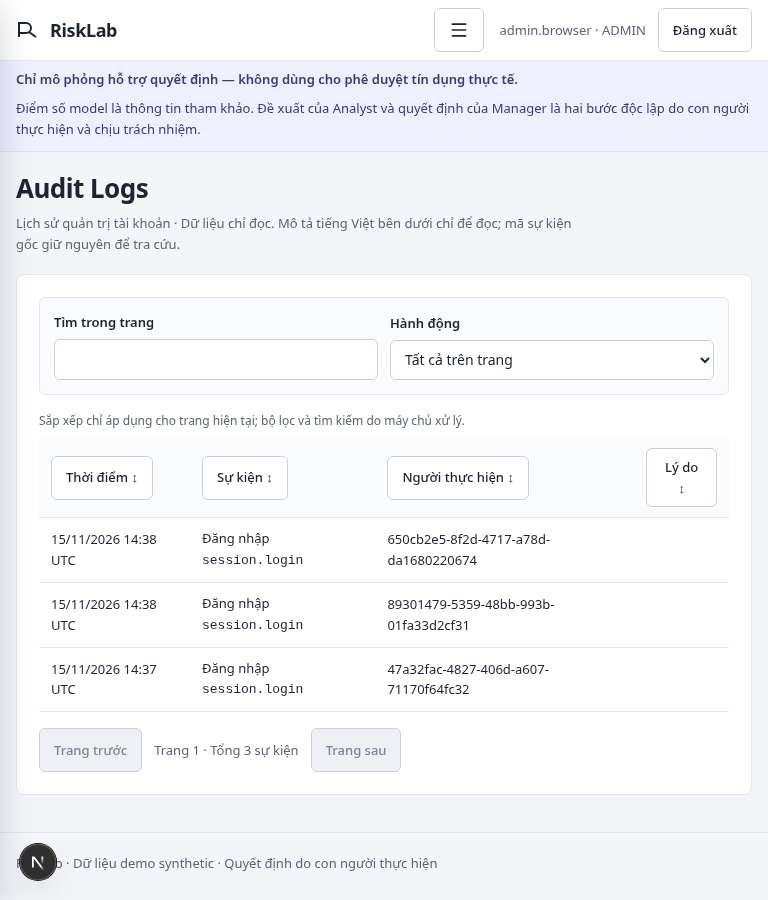 RiskLab
☰
admin.browser · ADMIN
Đăng xuất
Chỉ mô phỏng hỗ trợ quyết định — không dùng cho phê duyệt tín dụng thực tế.
Điểm số model là thông tin tham khảo. Đề xuất của Analyst và quyết định của Manager là hai bước độc lập do con người
thực hiện và chịu trách nhiệm.
Audit Logs
Lịch sử quản trị tài khoản · Dữ liệu chỉ đọc. Mô tả tiếng Việt bên dưới chỉ để đọc; mã sự kiện
gốc giữ nguyên để tra cứu.
Tìm trong trang
Hành động
Tất cả trên trang
Sắp xếp chỉ áp dụng cho trang hiện tại; bộ lọc và tìm kiếm do máy chủ xử lý.
Thời điểm ↕
Sự kiện ↕
Người thực hiện ↕
Lý do
↕
15/11/2026 14:38
UTC
Đăng nhập
session.login
650cb2e5-8f2d-4717-a78d-
da1680220674
15/11/2026 14:38
UTC
Đăng nhập
session.login
89301479-5359-48bb-993b-
01fa33d2cf31
15/11/2026 14:37
UTC
Đăng nhập
session.login
47a32fac-4827-406d-a607-
71170f64fc32
Trang trước
Trang 1 · Tổng 3 sự kiện
Trang sau
· Dữ liệu demo synthetic · Quyết định do con người thực hiện
N